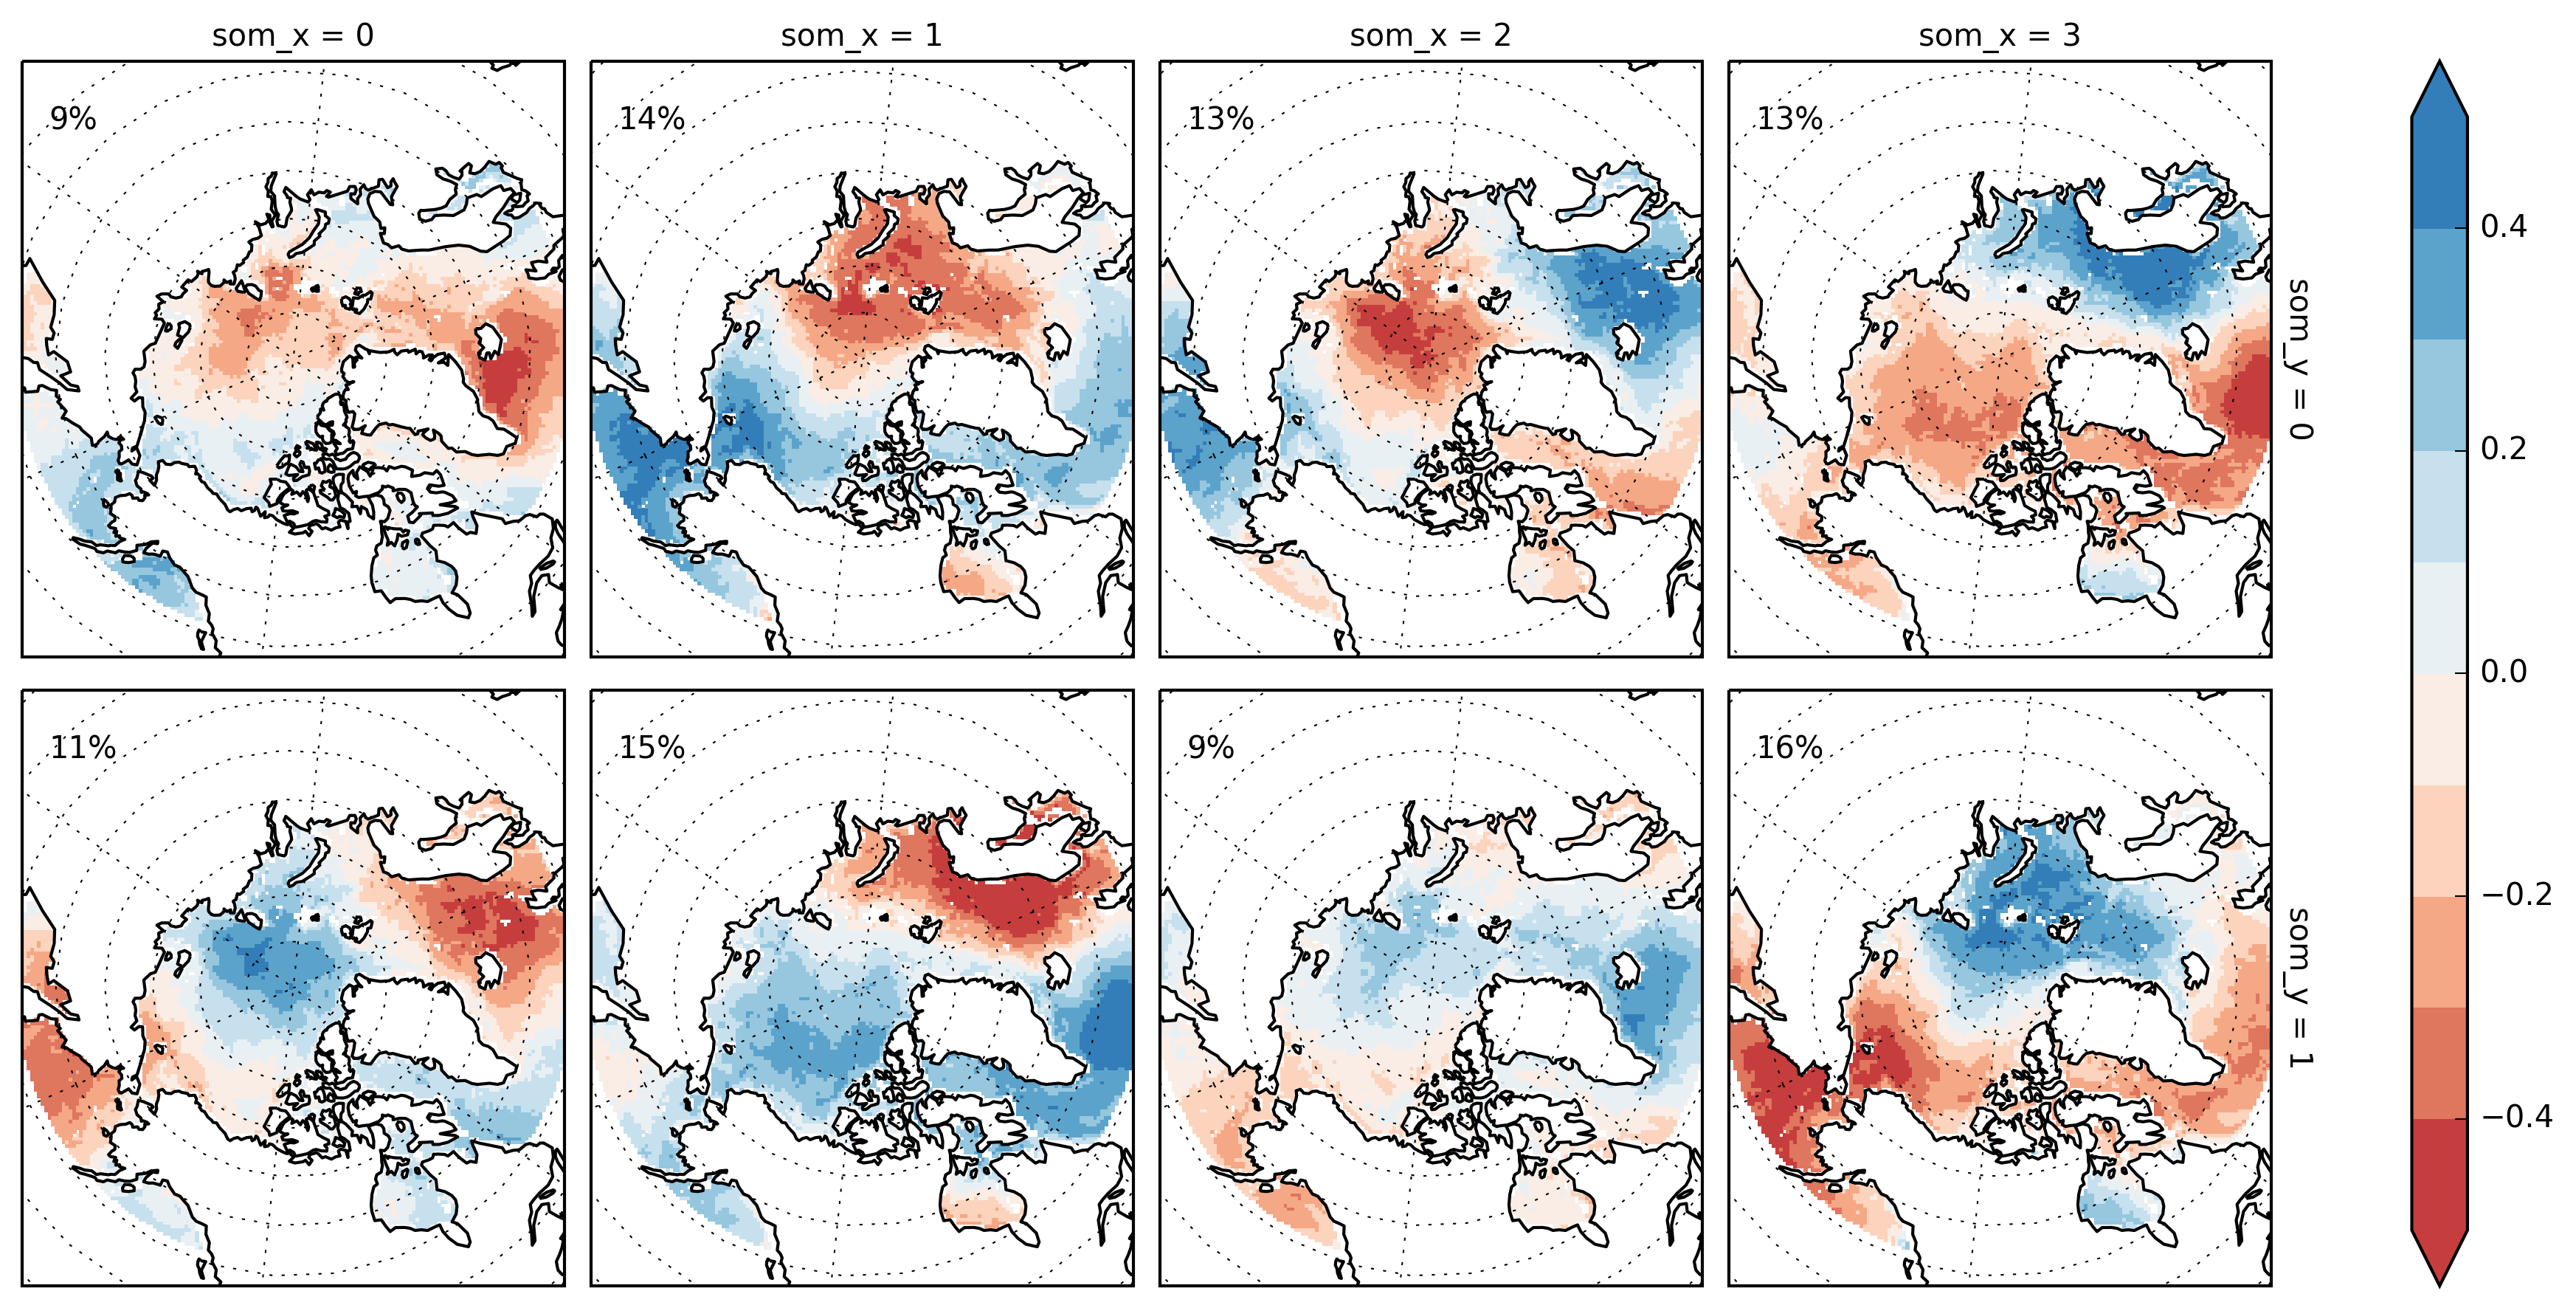 som_x = 0
som_x = 1
som_x = 2
som_x = 3
9%
14%
13%
13%
som_y = 0
11%
15%
9%
16%
som_y = 1
0.4
0.2
0.0
−0.2
−0.4